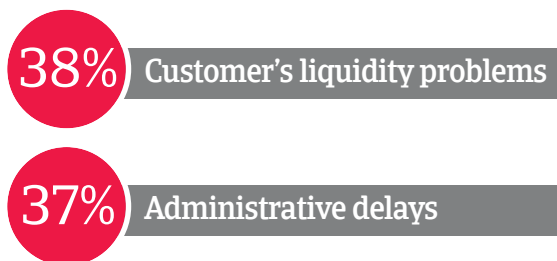 38% Customer’s liquidity problems
37% Administrative delays